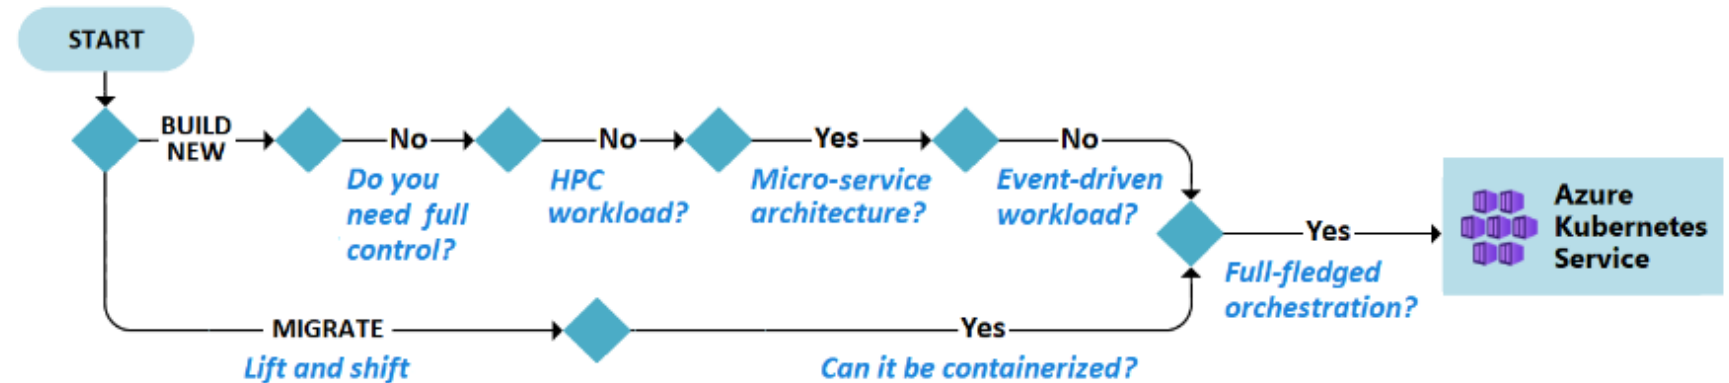 START
BUILD
NEW
No
Do you
need full
control?
No
HPC
workload?
Yes
Micro-service
architecture?
No
Event-driven
workload?
Yes
Full-fledged
orchestration?
Azure
Kubernetes
Service
MIGRATE
Lift and shift
Yes
Can it be containerized?